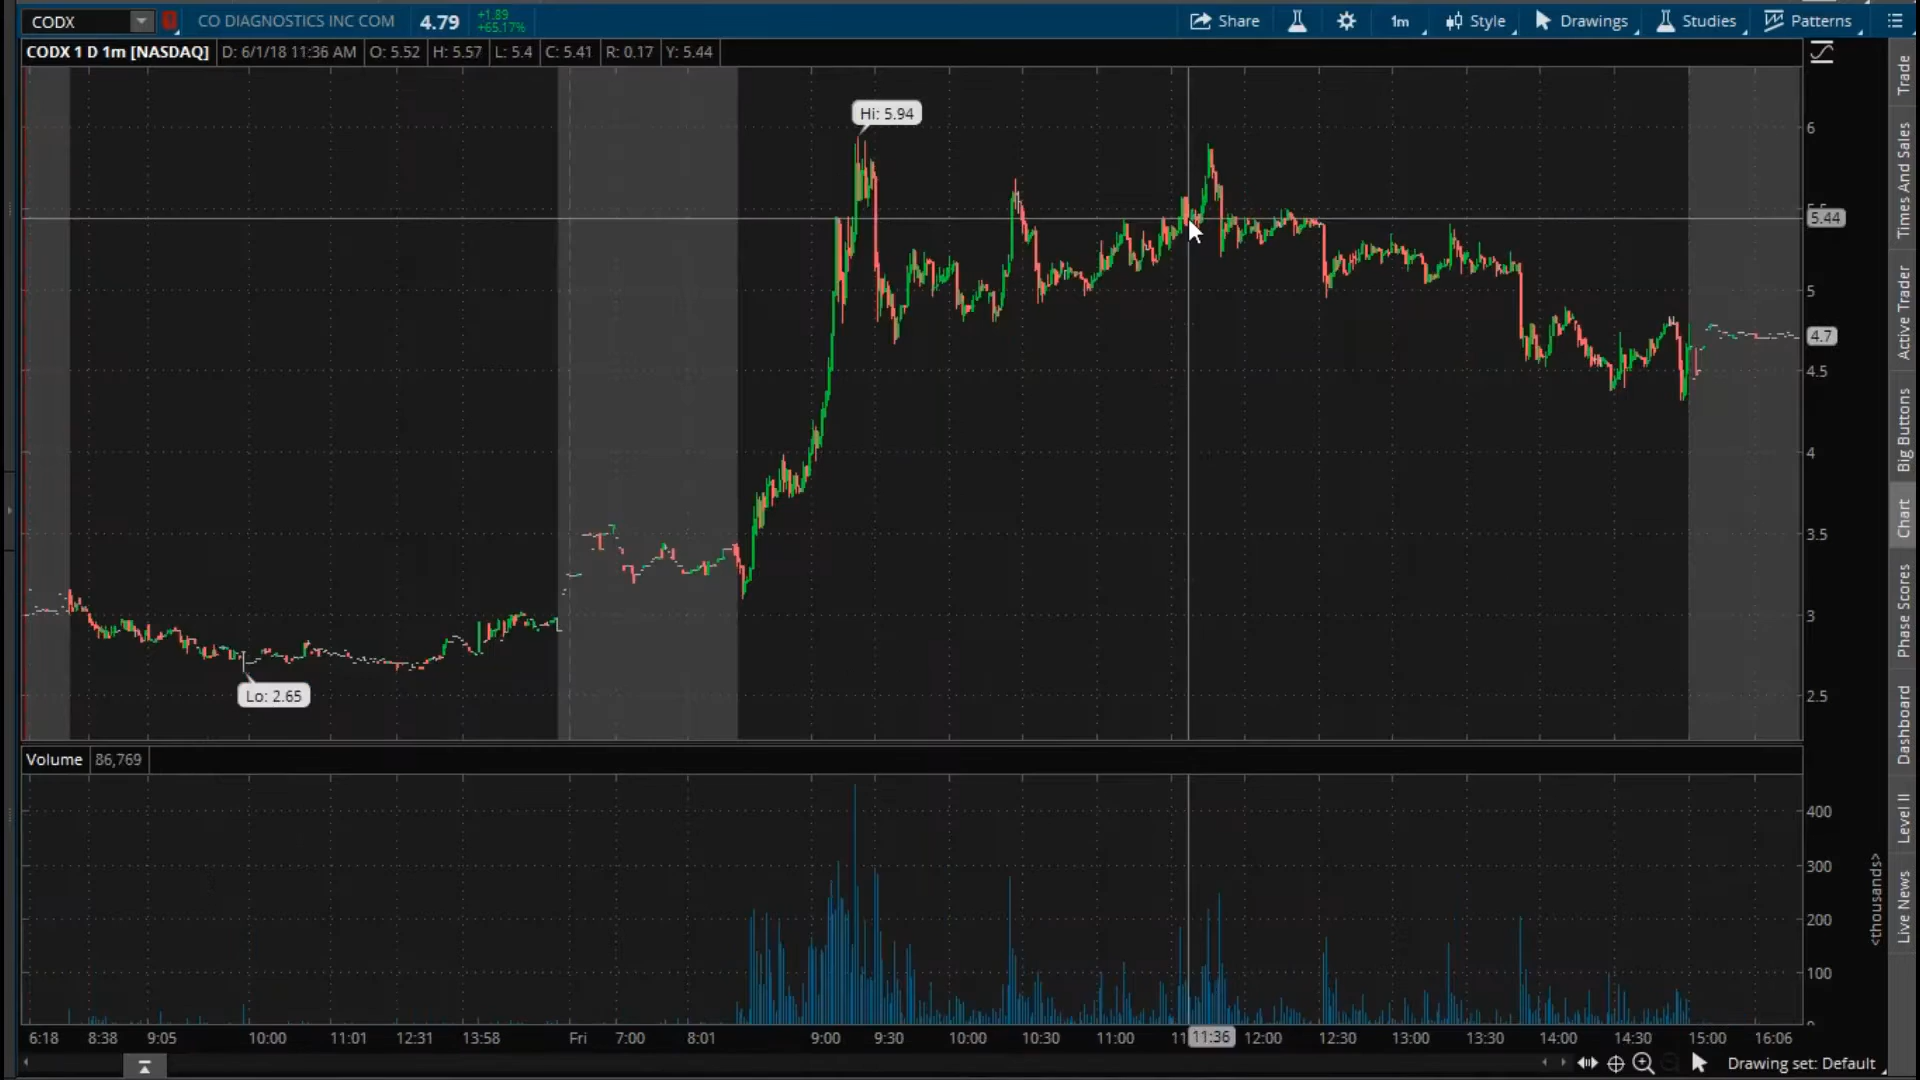 CODX CO DIAGNOSTICS INC COM 4.79 +1.89 +65.17% Share 1m Style Drawings Studies Patterns
CODX 1 D 1m [NASDAQ] D: 6/1/18 11:36 AM O: 5.52 H: 5.57 L: 5.4 C: 5.41 R: 0.17 Y: 5.44
Hi: 5.94
6
5.44
5
4.7
4.5
4
3.5
3
Lo: 2.65
2.5
Volume 86,769
400
300
200
100
<thousands>
6:18 8:38 9:05 10:00 11:01 12:31 13:58 Fri 7:00 8:01 9:00 9:30 10:00 10:30 11:00 11:36 12:00 12:30 13:00 13:30 14:00 14:30 15:00 16:06
Drawing set: Default
Trade
Times And Sales
Active Trader
Big Buttons
Chart
Phase Scores
Dashboard
Level II
Live News